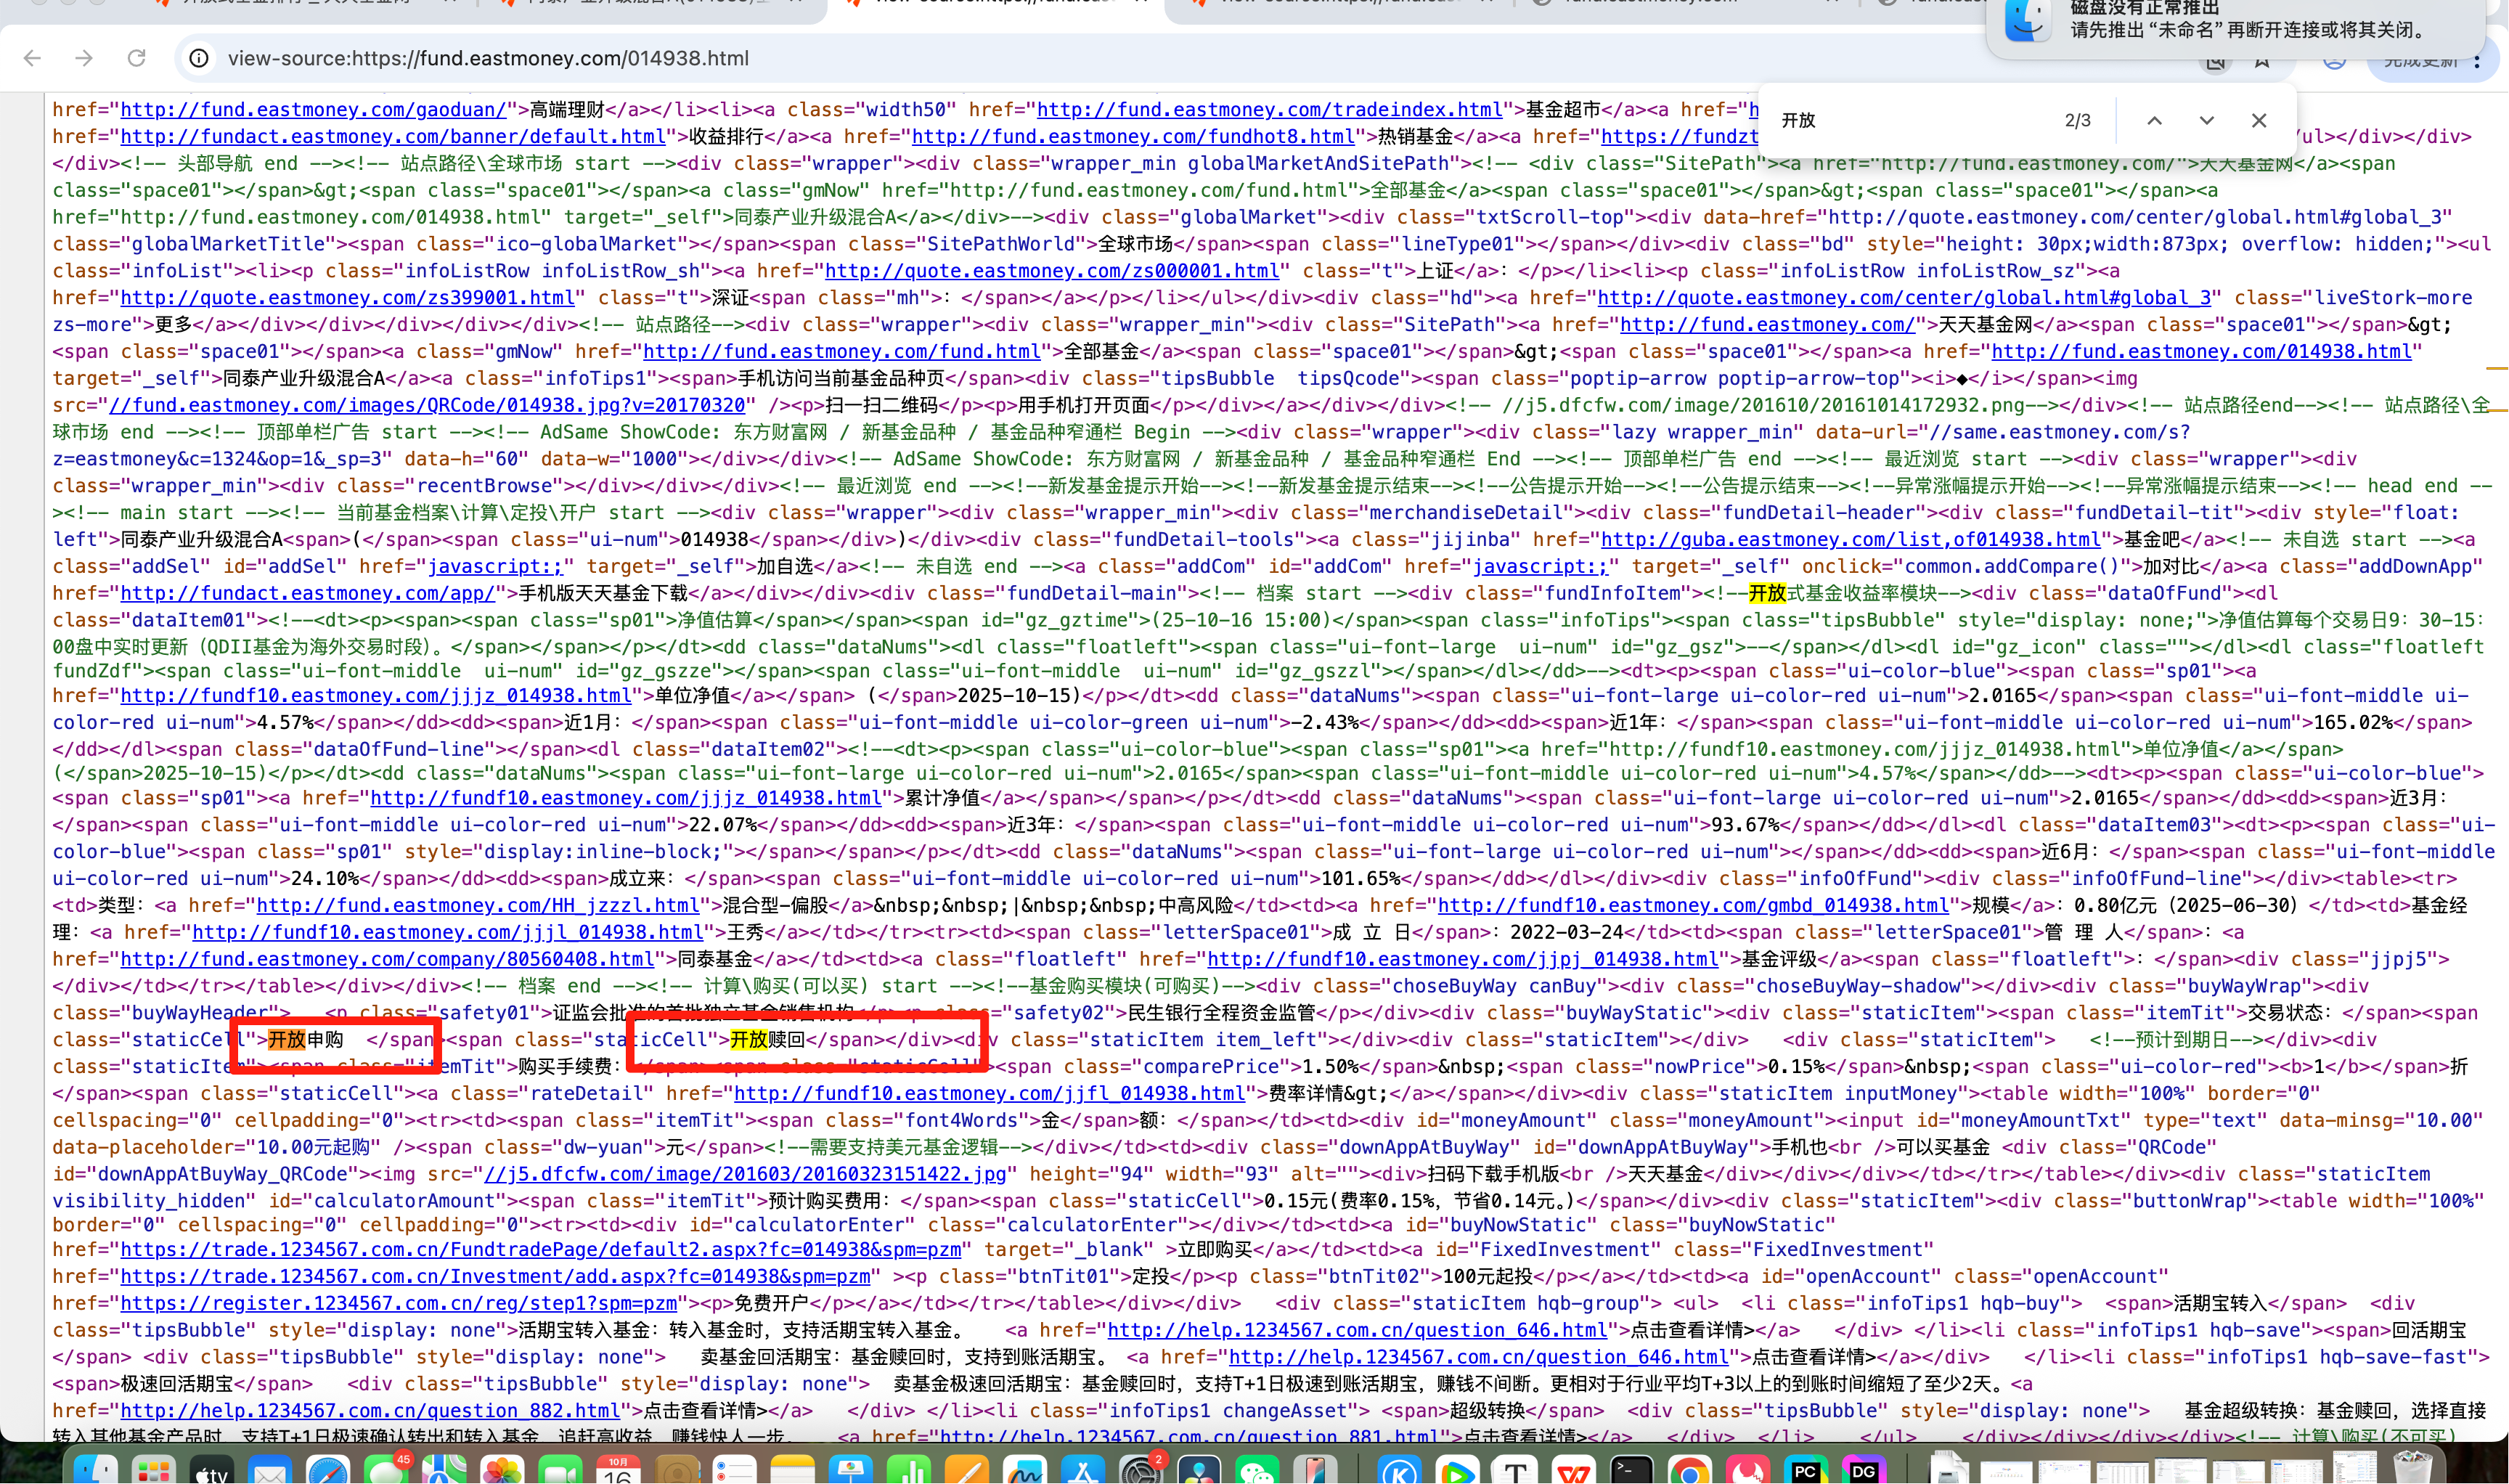 磁盘没有正常推出
请先推出 “未命名” 再断开连接或将其关闭。
view-source:https://fund.eastmoney.com/014938.html
完成更新
开放 2/3
href="http://fund.eastmoney.com/gaoduan/">高端理财</a></li><li><a class="width50" href="http://fund.eastmoney.com/tradeindex.html">基金超市</a><a href="h
href="http://fundact.eastmoney.com/banner/default.html">收益排行</a><a href="http://fund.eastmoney.com/fundhot8.html">热销基金</a><a href="https://fundzt /ul></div></div>
</div><!-- 头部导航 end --><!-- 站点路径\全球市场 start --><div class="wrapper"><div class="wrapper_min globalMarketAndSitePath"><!-- <div class="SitePath"><a href="http://fund.eastmoney.com/">天天基金网</a><span
class="space01"></span>&gt;<span class="space01"></span><a class="gmNow" href="http://fund.eastmoney.com/fund.html">全部基金</a><span class="space01"></span>&gt;<span class="space01"></span><a
href="http://fund.eastmoney.com/014938.html" target="_self">同泰产业升级混合A</a></div>--><div class="globalMarket"><div class="txtScroll-top"><div data-href="http://quote.eastmoney.com/center/global.html#global_3"
class="globalMarketTitle"><span class="ico-globalMarket"></span><span class="SitePathWorld">全球市场</span><span class="lineType01"></span></div><div class="bd" style="height: 30px;width:873px; overflow: hidden;"><ul
class="infoList"><li><p class="infoListRow infoListRow_sh"><a href="http://quote.eastmoney.com/zs000001.html" class="t">上证</a>：</p></li><li><p class="infoListRow infoListRow_sz"><a
href="http://quote.eastmoney.com/zs399001.html" class="t">深证<span class="mh">：</span></a></p></li></ul></div><div class="hd"><a href="http://quote.eastmoney.com/center/global.html#global_3" class="liveStork-more
zs-more">更多</a></div></div></div></div></div><!-- 站点路径--><div class="wrapper"><div class="wrapper_min"><div class="SitePath"><a href="http://fund.eastmoney.com/">天天基金网</a><span class="space01"></span>&gt;
<span class="space01"></span><a class="gmNow" href="http://fund.eastmoney.com/fund.html">全部基金</a><span class="space01"></span>&gt;<span class="space01"></span><a href="http://fund.eastmoney.com/014938.html"
target="_self">同泰产业升级混合A</a><a class="infoTips1"><span>手机访问当前基金品种页</span><div class="tipsBubble  tipsQcode"><span class="poptip-arrow poptip-arrow-top"><i>◆</i></span><img
src="//fund.eastmoney.com/images/QRCode/014938.jpg?v=20170320" /><p>扫一扫二维码</p><p>用手机打开页面</p></div></a></div></div><!-- //j5.dfcfw.com/image/201610/20161014172932.png--></div><!-- 站点路径end--><!-- 站点路径\全
球市场 end --><!-- 顶部单栏广告 start --><!-- AdSame ShowCode: 东方财富网 / 新基金品种 / 基金品种窄通栏 Begin --><div class="wrapper"><div class="lazy wrapper_min" data-url="//same.eastmoney.com/s?
z=eastmoney&c=1324&op=1&_sp=3" data-h="60" data-w="1000"></div></div><!-- AdSame ShowCode: 东方财富网 / 新基金品种 / 基金品种窄通栏 End --><!-- 顶部单栏广告 end --><!-- 最近浏览 start --><div class="wrapper"><div
class="wrapper_min"><div class="recentBrowse"></div></div></div><!-- 最近浏览 end --><!--新发基金提示开始--><!--新发基金提示结束--><!--公告提示开始--><!--公告提示结束--><!--异常涨幅提示开始--><!--异常涨幅提示结束--><!-- head end --
><!-- main start --><!-- 当前基金档案\计算\定投\开户 start --><div class="wrapper"><div class="wrapper_min"><div class="merchandiseDetail"><div class="fundDetail-header"><div class="fundDetail-tit"><div style="float:
left">同泰产业升级混合A<span>(</span><span class="ui-num">014938</span></div>)</div><div class="fundDetail-tools"><a class="jijinba" href="http://guba.eastmoney.com/list,of014938.html">基金吧</a><!-- 未自选 start --><a
class="addSel" id="addSel" href="javascript:;" target="_self">加自选</a><!-- 未自选 end --><a class="addCom" id="addCom" href="javascript:;" target="_self" onclick="common.addCompare()">加对比</a><a class="addDownApp"
href="http://fundact.eastmoney.com/app/">手机版天天基金下载</a></div></div><div class="fundDetail-main"><!-- 档案 start --><div class="fundInfoItem"><!--开放式基金收益率模块--><div class="dataOfFund"><dl
class="dataItem01"><!--<dt><p><span><span class="sp01">净值估算</span></span><span id="gz_gztime">(25-10-16 15:00)</span><span class="infoTips"><span class="tipsBubble" style="display: none;">净值估算每个交易日9：30-15：
00盘中实时更新（QDII基金为海外交易时段）。</span></span></p></dt><dd class="dataNums"><dl class="floatleft"><span class="ui-font-large  ui-num" id="gz_gsz">--</span></dl><dl id="gz_icon" class=""></dl><dl class="floatleft
fundZdf"><span class="ui-font-middle  ui-num" id="gz_gszze"></span><span class="ui-font-middle  ui-num" id="gz_gszzl"></span></dl></dd>--><dt><p><span class="ui-color-blue"><span class="sp01"><a
href="http://fundf10.eastmoney.com/jjjz_014938.html">单位净值</a></span> (</span>2025-10-15)</p></dt><dd class="dataNums"><span class="ui-font-large ui-color-red ui-num">2.0165</span><span class="ui-font-middle ui-
color-red ui-num">4.57%</span></dd><dd><span>近1月：</span><span class="ui-font-middle ui-color-green ui-num">-2.43%</span></dd><dd><span>近1年：</span><span class="ui-font-middle ui-color-red ui-num">165.02%</span>
</dd></dl><span class="dataOfFund-line"></span><dl class="dataItem02"><!--<dt><p><span class="ui-color-blue"><span class="sp01"><a href="http://fundf10.eastmoney.com/jjjz_014938.html">单位净值</a></span>
(</span>2025-10-15)</p></dt><dd class="dataNums"><span class="ui-font-large ui-color-red ui-num">2.0165</span><span class="ui-font-middle ui-color-red ui-num">4.57%</span></dd>--><dt><p><span class="ui-color-blue">
<span class="sp01"><a href="http://fundf10.eastmoney.com/jjjz_014938.html">累计净值</a></span></span></p></dt><dd class="dataNums"><span class="ui-font-large ui-color-red ui-num">2.0165</span></dd><dd><span>近3月：
</span><span class="ui-font-middle ui-color-red ui-num">22.07%</span></dd><dd><span>近3年：</span><span class="ui-font-middle ui-color-red ui-num">93.67%</span></dd></dl><dl class="dataItem03"><dt><p><span class="ui-
color-blue"><span class="sp01" style="display:inline-block;"></span></span></p></dt><dd class="dataNums"><span class="ui-font-large ui-color-red ui-num"></span></dd><dd><span>近6月：</span><span class="ui-font-middle
ui-color-red ui-num">24.10%</span></dd><dd><span>成立来：</span><span class="ui-font-middle ui-color-red ui-num">101.65%</span></dd></dl></div><div class="infoOfFund"><div class="infoOfFund-line"></div><table><tr>
<td>类型：<a href="http://fund.eastmoney.com/HH_jzzzl.html">混合型-偏股</a>&nbsp;&nbsp;|&nbsp;&nbsp;中高风险</td><td><a href="http://fundf10.eastmoney.com/gmbd_014938.html">规模</a>：0.80亿元（2025-06-30）</td><td>基金经
理：<a href="http://fundf10.eastmoney.com/jjjl_014938.html">王秀</a></td></tr><tr><td><span class="letterSpace01">成 立 日</span>：2022-03-24</td><td><span class="letterSpace01">管 理 人</span>：<a
href="http://fund.eastmoney.com/company/80560408.html">同泰基金</a></td><td><a class="floatleft" href="http://fundf10.eastmoney.com/jjpj_014938.html">基金评级</a><span class="floatleft">：</span><div class="jjpj5">
</div></td></tr></table></div></div><!-- 档案 end --><!-- 计算\购买(可以买) start --><!--基金购买模块(可购买)--><div class="choseBuyWay canBuy"><div class="choseBuyWay-shadow"></div><div class="buyWayWrap"><div
class="buyWayHeader">   <p class="safety01">证监会批准的首批独立基金销售机构</p><p class="safety02">民生银行全程资金监管</p></div><div class="buyWayStatic"><div class="staticItem"><span class="itemTit">交易状态：</span><span
class="staticCell">开放申购  </span><span class="staticCell">开放赎回</span></div><div class="staticItem item_left"></div><div class="staticItem"></div>   <div class="staticItem">   <!--预计到期日--></div><div
class="staticItem"><span class="itemTit">购买手续费：</span><span class="staticCell"><span class="comparePrice">1.50%</span>&nbsp;<span class="nowPrice">0.15%</span>&nbsp;<span class="ui-color-red"><b>1</b></span>折
</span><span class="staticCell"><a class="rateDetail" href="http://fundf10.eastmoney.com/jjfl_014938.html">费率详情&gt;</a></span></div><div class="staticItem inputMoney"><table width="100%" border="0"
cellspacing="0" cellpadding="0"><tr><td><span class="itemTit"><span class="font4Words">金</span>额：</span></td><td><div id="moneyAmount" class="moneyAmount"><input id="moneyAmountTxt" type="text" data-minsg="10.00"
data-placeholder="10.00元起购" /><span class="dw-yuan">元</span><!--需要支持美元基金逻辑--></div></td><td><div class="downAppAtBuyWay" id="downAppAtBuyWay">手机也<br />可以买基金 <div class="QRCode"
id="downAppAtBuyWay_QRCode"><img src="//j5.dfcfw.com/image/201603/20160323151422.jpg" height="94" width="93" alt=""><div>扫码下载手机版<br />天天基金</div></div></div></td></tr></table></div><div class="staticItem
visibility_hidden" id="calculatorAmount"><span class="itemTit">预计购买费用：</span><span class="staticCell">0.15元(费率0.15%，节省0.14元。)</span></div><div class="staticItem"><div class="buttonWrap"><table width="100%"
border="0" cellspacing="0" cellpadding="0"><tr><td><div id="calculatorEnter" class="calculatorEnter"></div></td><td><a id="buyNowStatic" class="buyNowStatic"
href="https://trade.1234567.com.cn/FundtradePage/default2.aspx?fc=014938&spm=pzm" target="_blank" >立即购买</a></td><td><a id="FixedInvestment" class="FixedInvestment"
href="https://trade.1234567.com.cn/Investment/add.aspx?fc=014938&spm=pzm" ><p class="btnTit01">定投</p><p class="btnTit02">100元起投</p></a></td><td><a id="openAccount" class="openAccount"
href="https://register.1234567.com.cn/reg/step1?spm=pzm"><p>免费开户</p></a></td></tr></table></div></div>   <div class="staticItem hqb-group"> <ul>  <li class="infoTips1 hqb-buy">  <span>活期宝转入</span>  <div
class="tipsBubble" style="display: none">活期宝转入基金：转入基金时，支持活期宝转入基金。   <a href="http://help.1234567.com.cn/question_646.html">点击查看详情></a>   </div> </li><li class="infoTips1 hqb-save"><span>回活期宝
</span> <div class="tipsBubble" style="display: none">   卖基金回活期宝：基金赎回时，支持到账活期宝。 <a href="http://help.1234567.com.cn/question_646.html">点击查看详情></a></div>   </li><li class="infoTips1 hqb-save-fast">
<span>极速回活期宝</span>   <div class="tipsBubble" style="display: none">  卖基金极速回活期宝：基金赎回时，支持T+1日极速到账活期宝，赚钱不间断。更相对于行业平均T+3以上的到账时间缩短了至少2天。<a
href="http://help.1234567.com.cn/question_882.html">点击查看详情></a>   </div> </li><li class="infoTips1 changeAsset"> <span>超级转换</span>  <div class="tipsBubble" style="display: none">   基金超级转换：基金赎回，选择直接
转入其他基金产品时，支持T+1日极速确认转出和转入基金，追赶高收益，赚钱快人一步。   <a href="http://help.1234567.com.cn/question_881.html">点击查看详情></a>   </div>  </li>   </ul>  </div></div></div></div><!-- 计算\购买(不可买)
tv 45 10月 16 2 PC DG